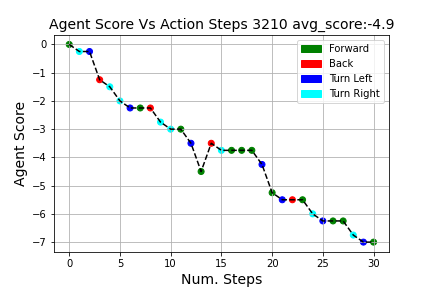 Agent Score Vs Action Steps 3210 avg_score:-4.9
Forward
Back
Turn Left
Turn Right
Agent Score
0
−1
−2
−3
−4
−5
−6
−7
0 5 10 15 20 25 30
Num. Steps